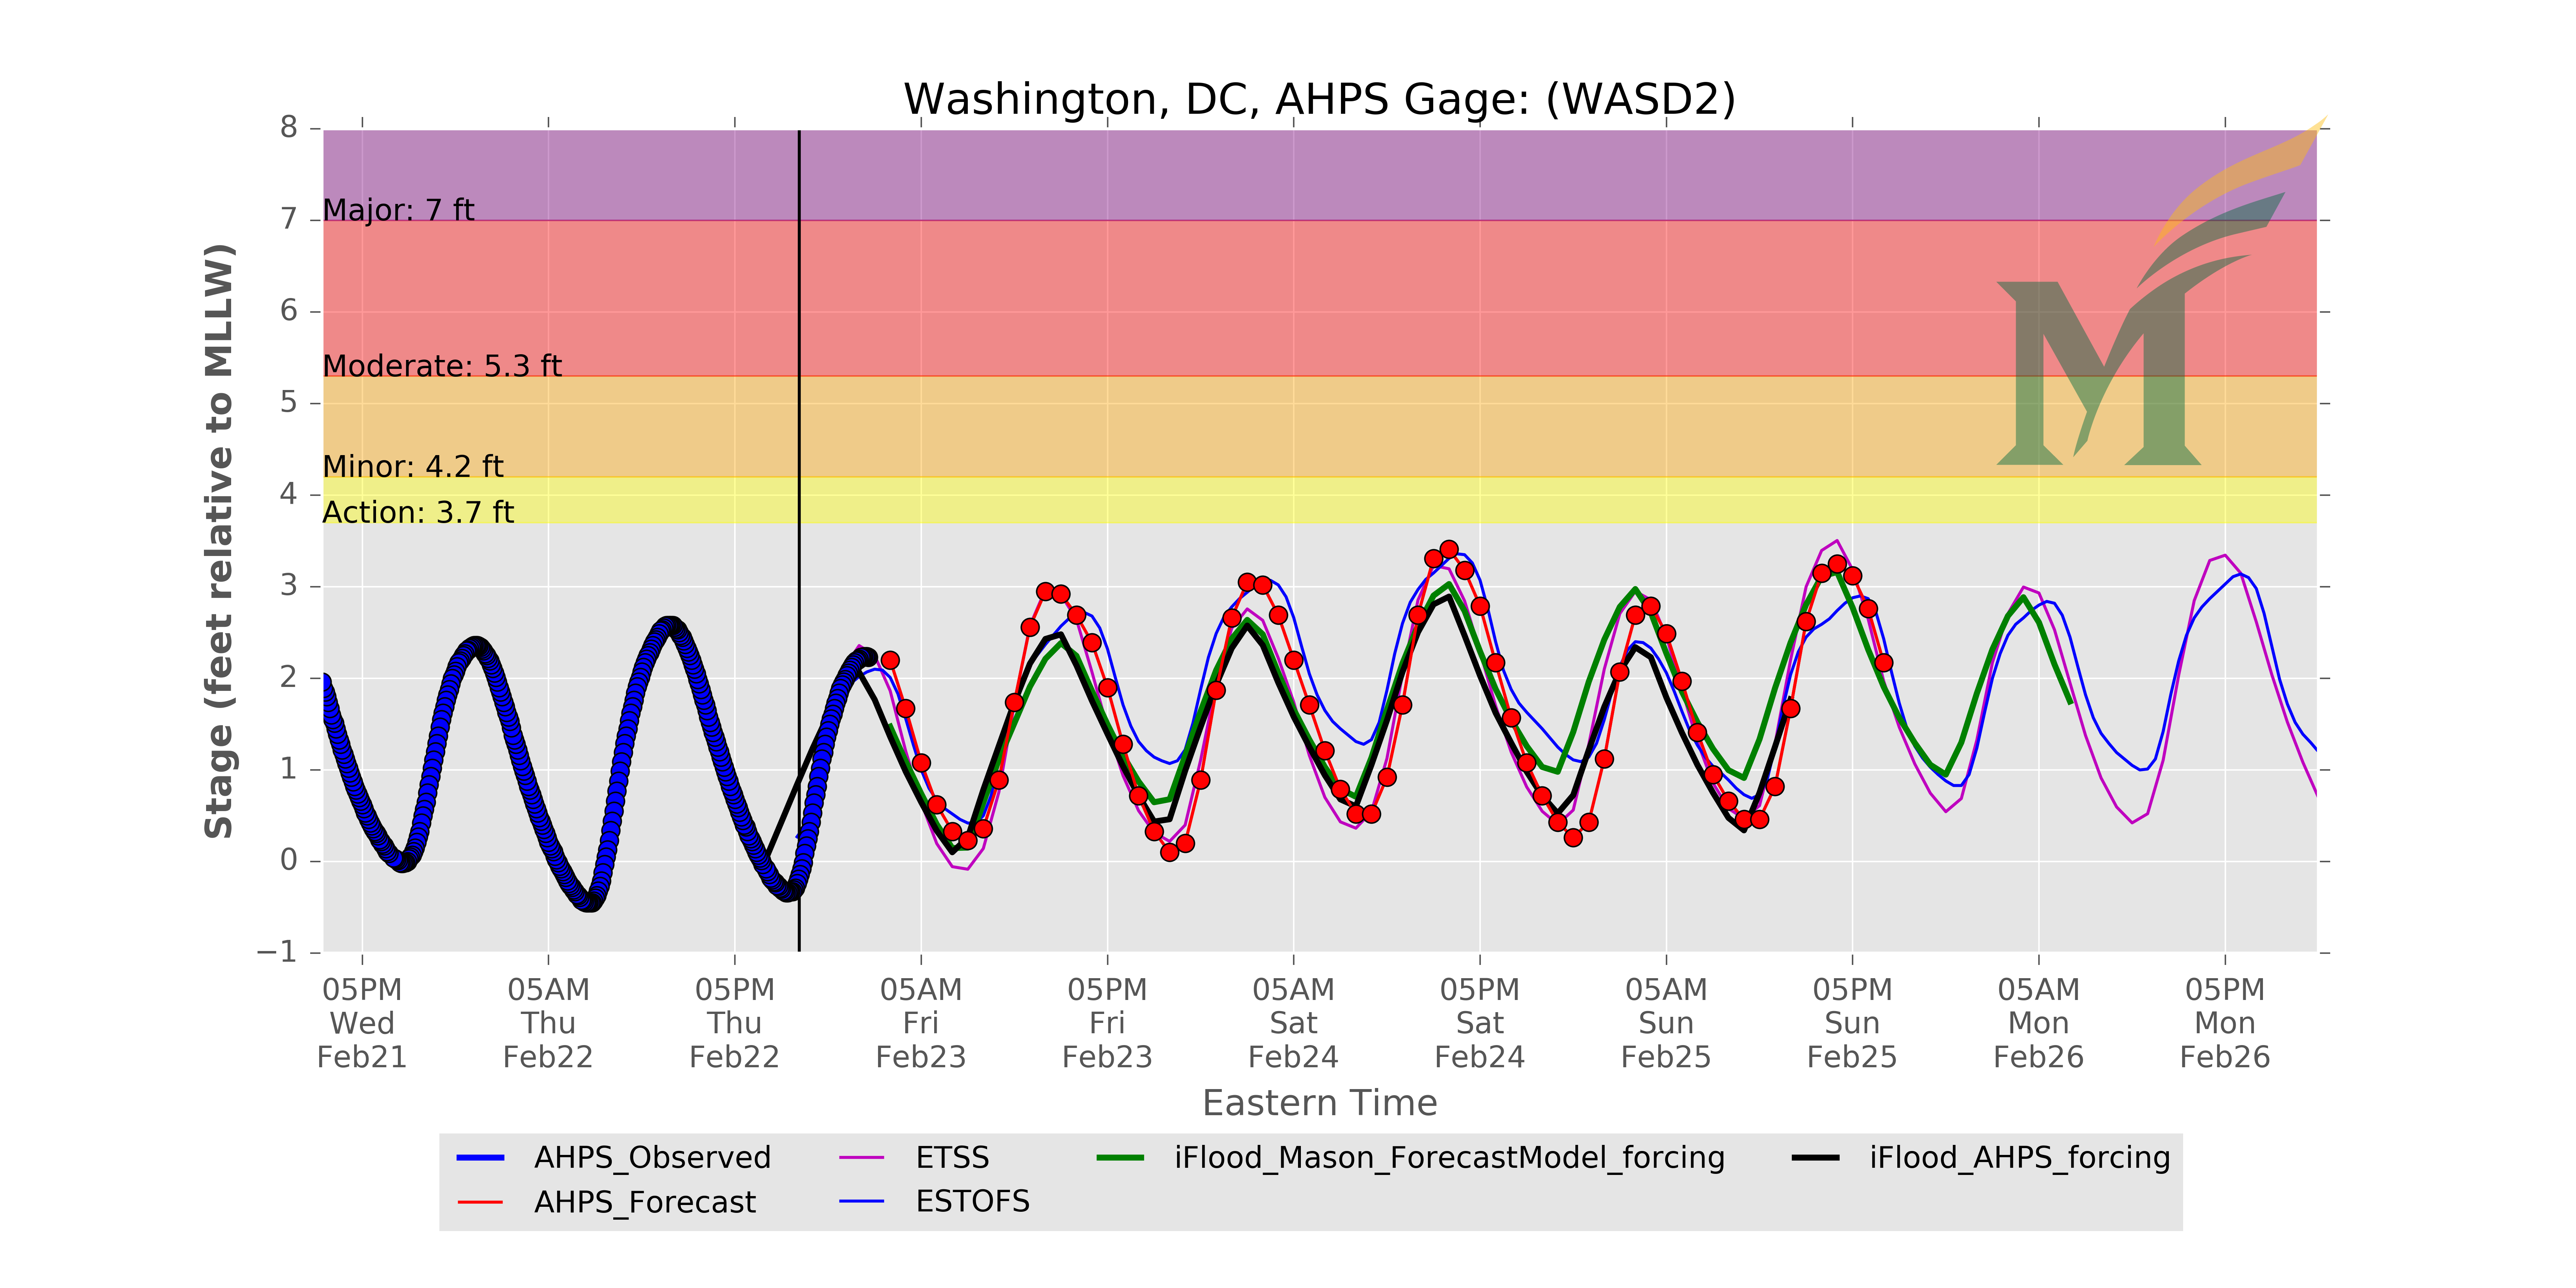 Washington, DC, AHPS Gage: (WASD2)
8
7
6
5
4
3
2
1
0
−1
Stage (feet relative to MLLW)
Major: 7 ft
Moderate: 5.3 ft
Minor: 4.2 ft
Action: 3.7 ft
M
05PM 05AM 05PM 05AM 05PM 05AM 05PM 05AM 05PM 05AM 05PM
Wed Thu Thu Fri Fri Sat Sat Sun Sun Mon Mon
Feb21 Feb22 Feb22 Feb23 Feb23 Feb24 Feb24 Feb25 Feb25 Feb26 Feb26
Eastern Time
AHPS_Observed ETSS iFlood_Mason_ForecastModel_forcing iFlood_AHPS_forcing
AHPS_Forecast ESTOFS